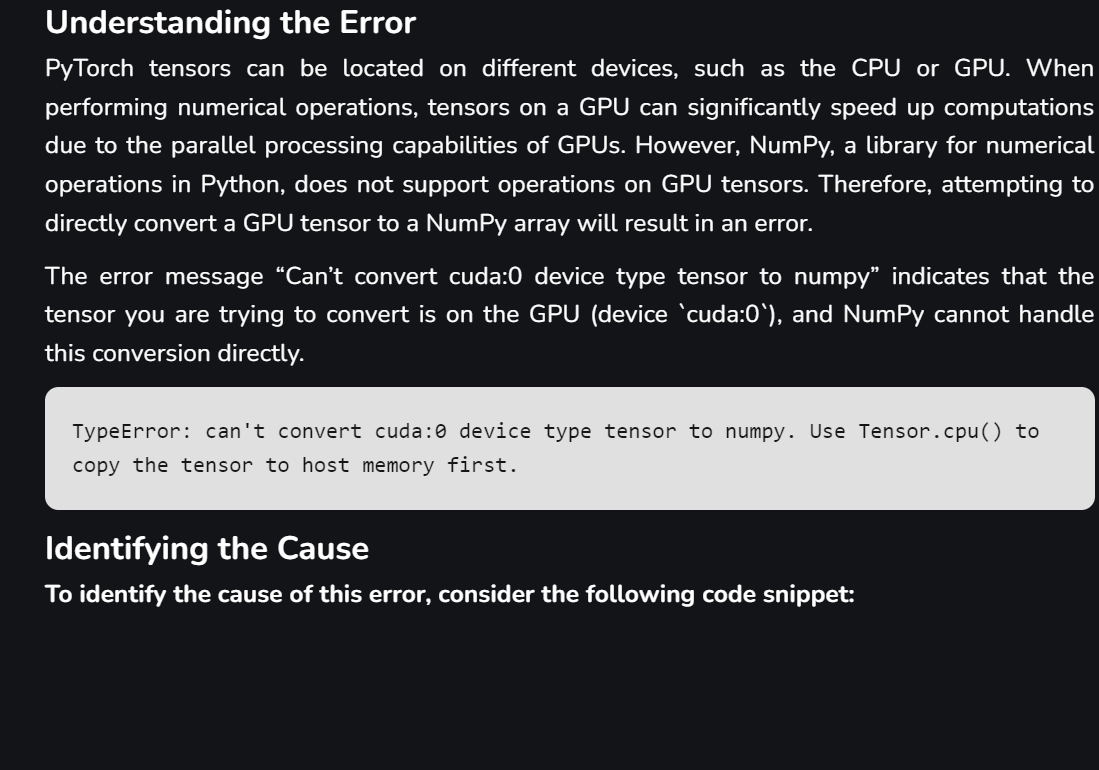 Understanding the Error
PyTorch tensors can be located on different devices, such as the CPU or GPU. When
performing numerical operations, tensors on a GPU can significantly speed up computations
due to the parallel processing capabilities of GPUs. However, NumPy, a library for numerical
operations in Python, does not support operations on GPU tensors. Therefore, attempting to
directly convert a GPU tensor to a NumPy array will result in an error.
The error message “Can’t convert cuda:0 device type tensor to numpy” indicates that the
tensor you are trying to convert is on the GPU (device `cuda:0`), and NumPy cannot handle
this conversion directly.
TypeError: can't convert cuda:0 device type tensor to numpy. Use Tensor.cpu() to
copy the tensor to host memory first.
Identifying the Cause
To identify the cause of this error, consider the following code snippet: